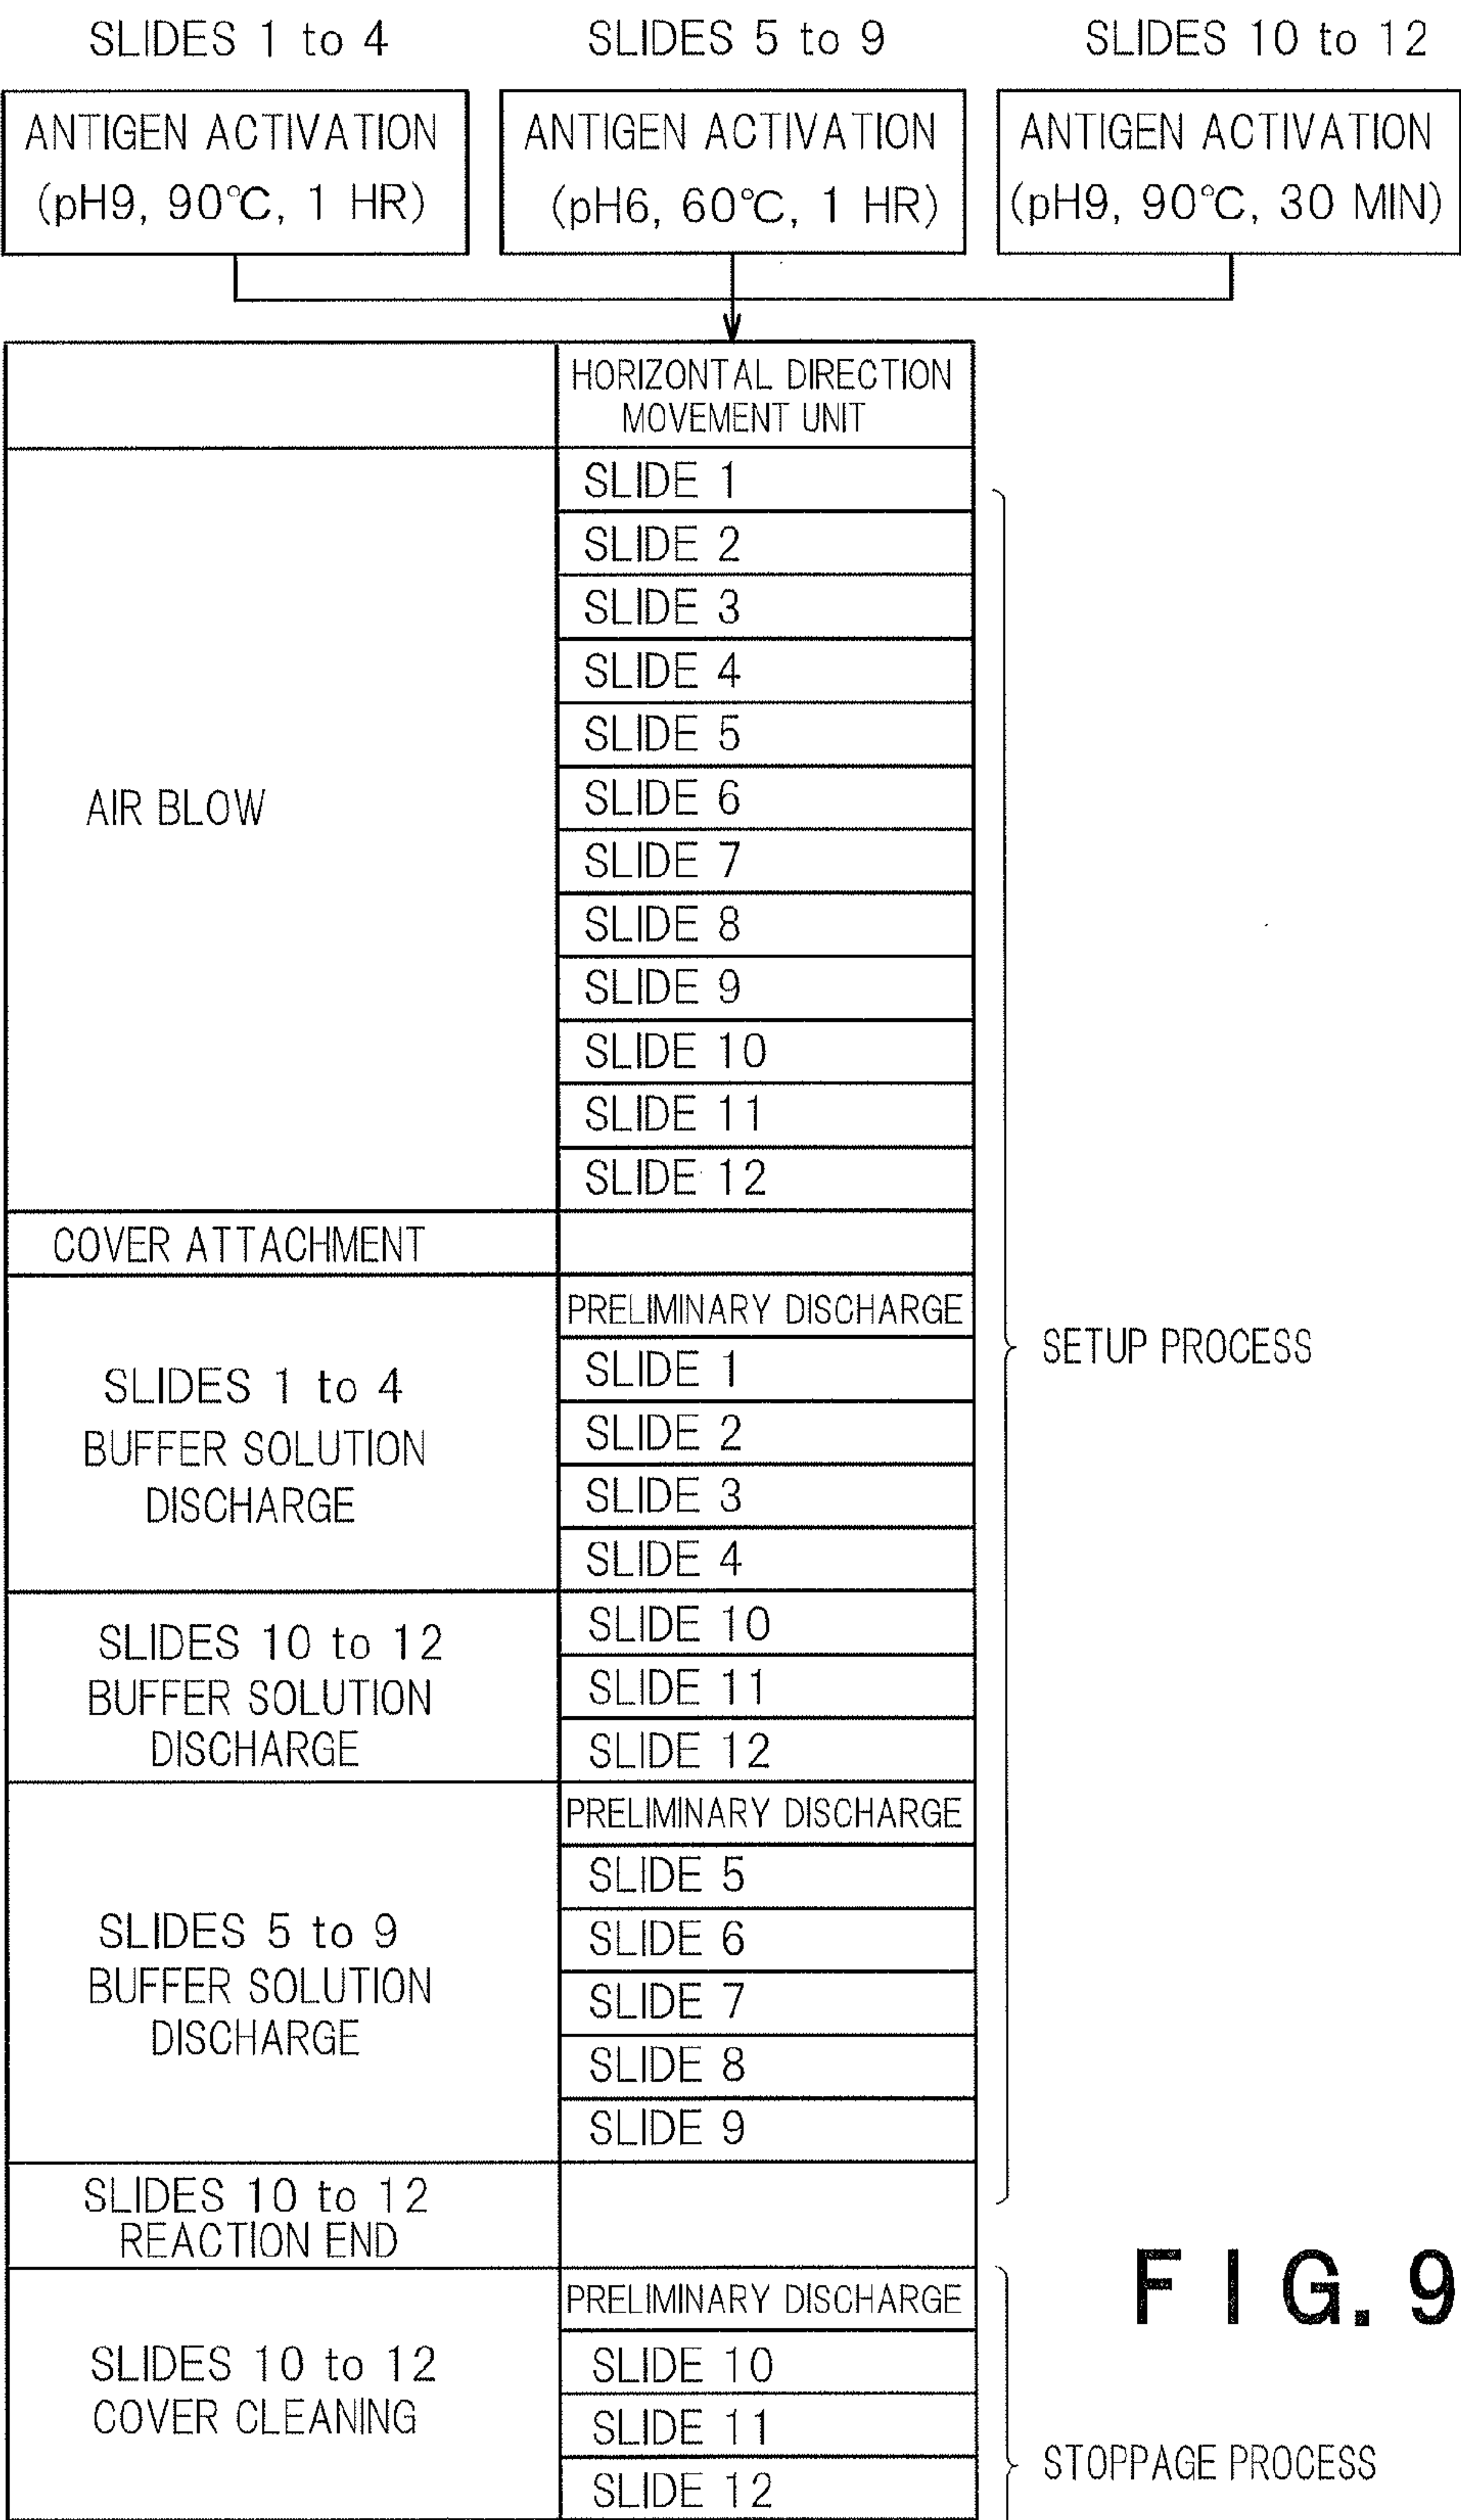 SLIDES 1 to 4
SLIDES 5 to 9
SLIDES 10 to 12
ANTIGEN ACTIVATION
(pH9, 90℃, 1 HR)
ANTIGEN ACTIVATION
(pH6, 60℃, 1 HR)
ANTIGEN ACTIVATION
(pH9, 90℃, 30 MIN)
HORIZONTAL DIRECTION
MOVEMENT UNIT
AIR BLOW
SLIDE 1
SLIDE 2
SLIDE 3
SLIDE 4
SLIDE 5
SLIDE 6
SLIDE 7
SLIDE 8
SLIDE 9
SLIDE 10
SLIDE 11
SLIDE 12
COVER ATTACHMENT
SLIDES 1 to 4
BUFFER SOLUTION
DISCHARGE
PRELIMINARY DISCHARGE
SLIDE 1
SLIDE 2
SLIDE 3
SLIDE 4
SETUP PROCESS
SLIDES 10 to 12
BUFFER SOLUTION
DISCHARGE
SLIDE 10
SLIDE 11
SLIDE 12
SLIDES 5 to 9
BUFFER SOLUTION
DISCHARGE
PRELIMINARY DISCHARGE
SLIDE 5
SLIDE 6
SLIDE 7
SLIDE 8
SLIDE 9
SLIDES 10 to 12
REACTION END
SLIDES 10 to 12
COVER CLEANING
PRELIMINARY DISCHARGE
SLIDE 10
SLIDE 11
SLIDE 12
STOPPAGE PROCESS
FIG. 9